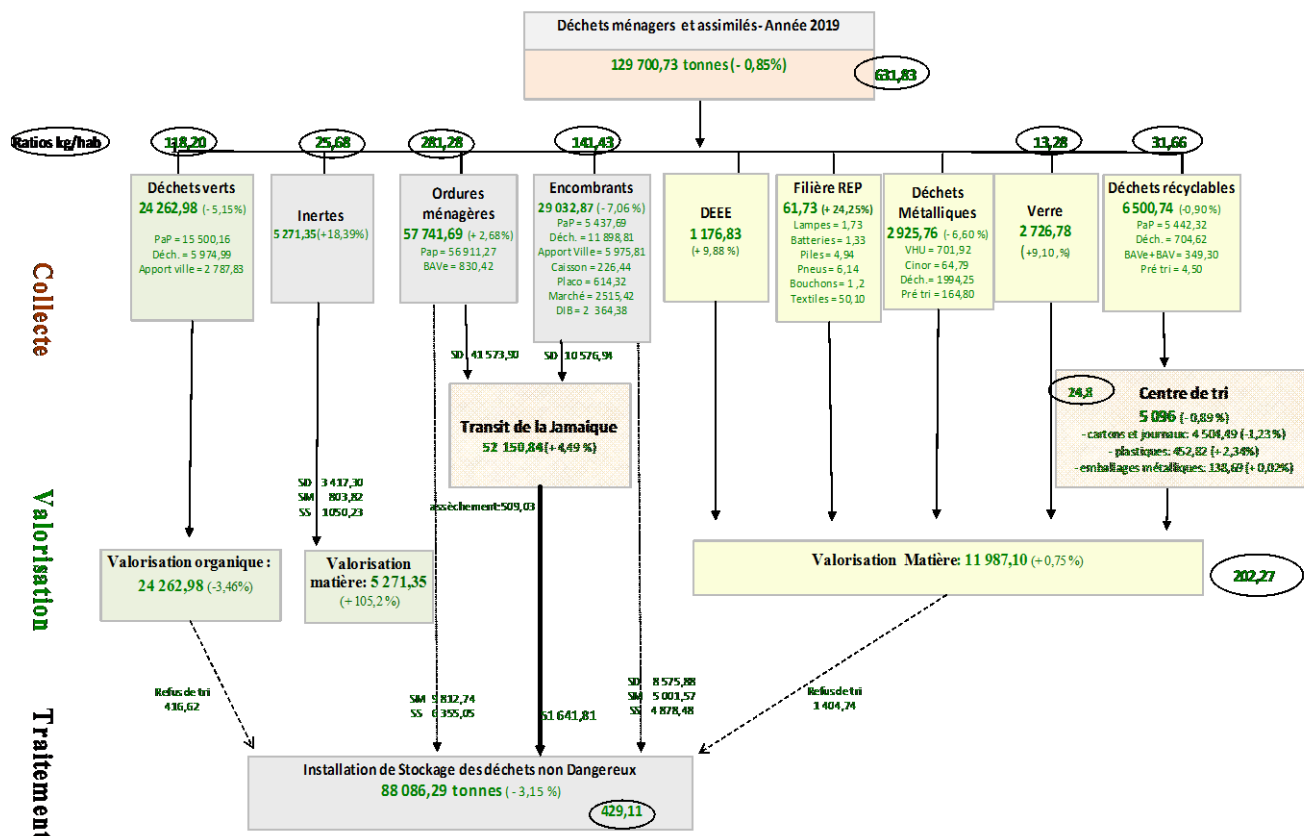 Déchets ménagers et assimilés- Année 2019
129 700,73 tonnes (- 0,85%)
631,83
Ratios kg/hab
118,20
25,68
281,28
141,43
13,28
31,66
Déchets verts
24 262,98 (- 5,15%)
PaP = 15 500,16
Déch. = 5 974,99
Apport ville = 2 787,83
Inertes
5 271,35(+18,39%)
Ordures
ménagères
57 741,69 (+ 2,68%)
Pap = 56 911,27
BAVe = 830,42
Encombrants
29 032,87 (- 7,06 %)
PaP = 5 437,69
Déch. = 11 898,81
Apport Ville = 5 975,81
Caisson = 226,44
Placo = 614,32
Marché = 2515,42
DIB = 2 364,38
DEEE
1 176,83
(+ 9,88 %)
Filière REP
61,73 (+ 24,25%)
Lampes = 1,73
Batteries = 1,33
Piles = 4,94
Pneus = 6,14
Bouchons = 1 ,2
Textiles = 50,10
Déchets
Métalliques
2 925,76 (- 6,60 %)
VHU = 701,92
Cinor = 64,79
Déch. = 1994,25
Pré tri = 164,80
Verre
2 726,78
(+9,10,%)
Déchets récyclables
6 500,74 (-0,90 %)
PaP = 5 442,32
Déch. = 704,62
BAVe+BAV = 349,30
Pré tri = 4,50
Collecte
SD 41 573,90
SD 10 576,94
Transit de la Jamaique
52 150,84 (+ 4,49 %)
24,8
Centre de tri
5 096 (- 0,89 %)
- cartons et journaux: 4 504,49 (-1,23%)
- plastiques: 452,82 (+ 2,34%)
- emballages métalliques: 138,69 (+ 0,02%)
SD 3 417,30
SM 803,82
SS 1050,23
assèchement:509,03
Valorisation
Valorisation organique :
24 262,98 (-3,46%)
Valorisation
matière: 5 271,35
(+ 105,2 %)
Valorisation Matière: 11 987,10 (+ 0,75 %)
202,27
Refus de tri
416,62
SM 9 812,74
SS 6 355,05
51 641,81
SD 8 575,88
SM 5 001,57
SS 4 878,48
Refus de tri
1 404,74
Traitement
Installation de Stockage des déchets non Dangereux
88 086,29 tonnes ( - 3,15 %)
429,11